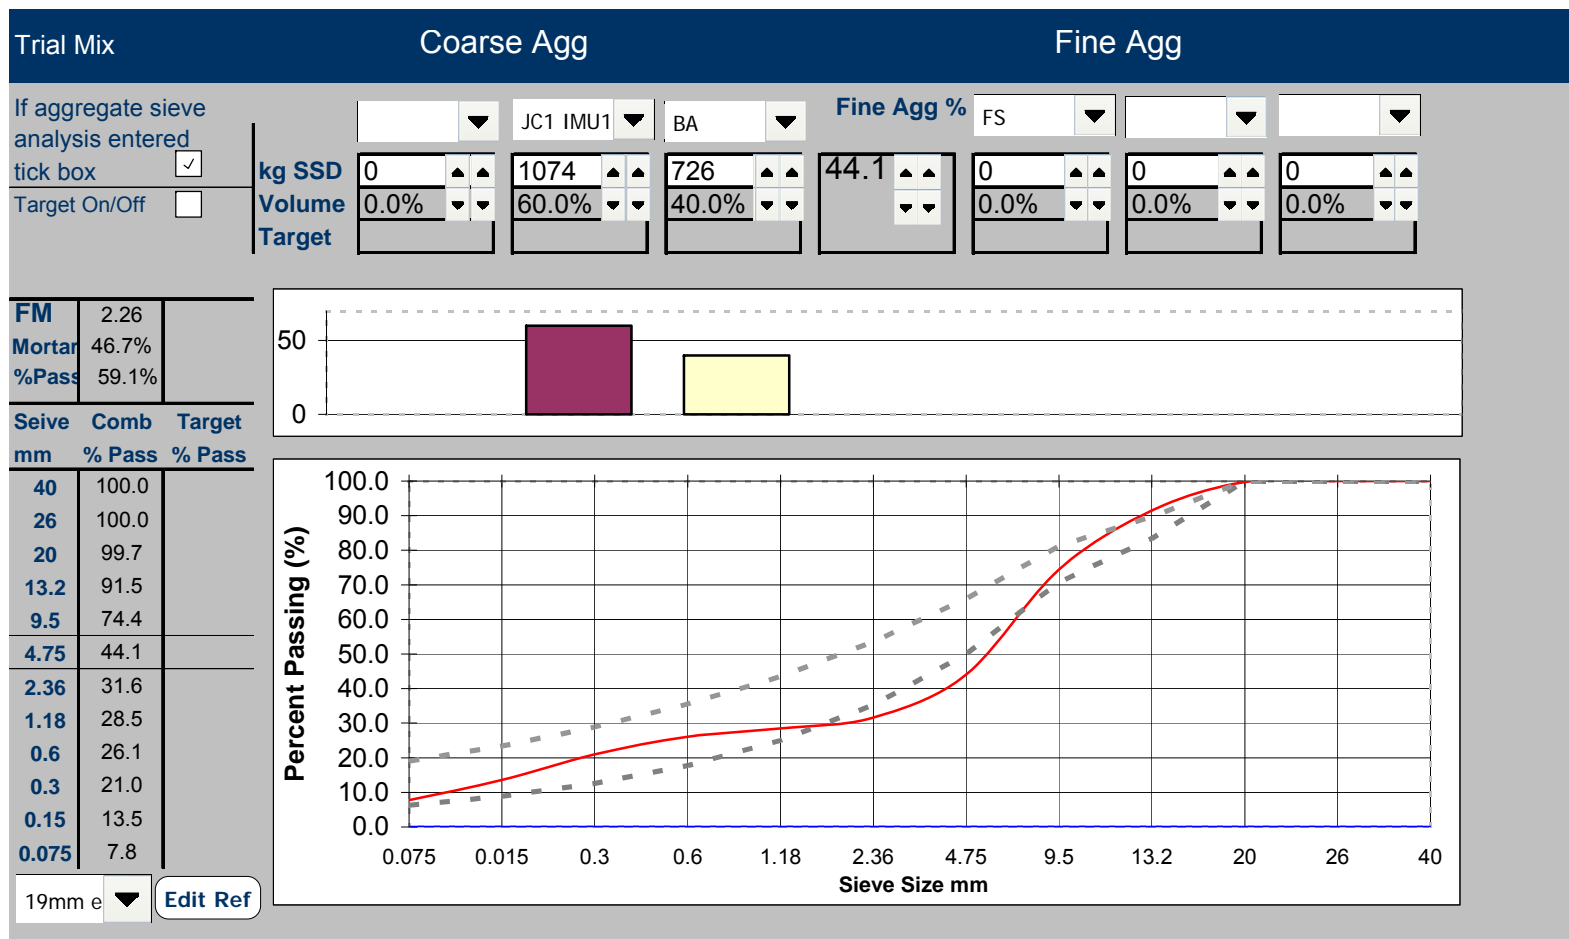 Trial Mix Coarse Agg Fine Agg
If aggregate sieve
analysis entered
tick box
Target On/Off
JC1 IMU1 BA Fine Agg % FS
kg SSD 0 1074 726 44.1 0 0 0
Volume 0.0% 60.0% 40.0% 0.0% 0.0% 0.0%
Target
FM 2.26
Mortar 46.7%
%Pass 59.1%
Seive Comb Target
mm % Pass % Pass
40 100.0
26 100.0
20 99.7
13.2 91.5
9.5 74.4
4.75 44.1
2.36 31.6
1.18 28.5
0.6 26.1
0.3 21.0
0.15 13.5
0.075 7.8
19mm e Edit Ref
50
0
Percent Passing (%)
100.0
90.0
80.0
70.0
60.0
50.0
40.0
30.0
20.0
10.0
0.0
0.075 0.015 0.3 0.6 1.18 2.36 4.75 9.5 13.2 20 26 40
Sieve Size mm